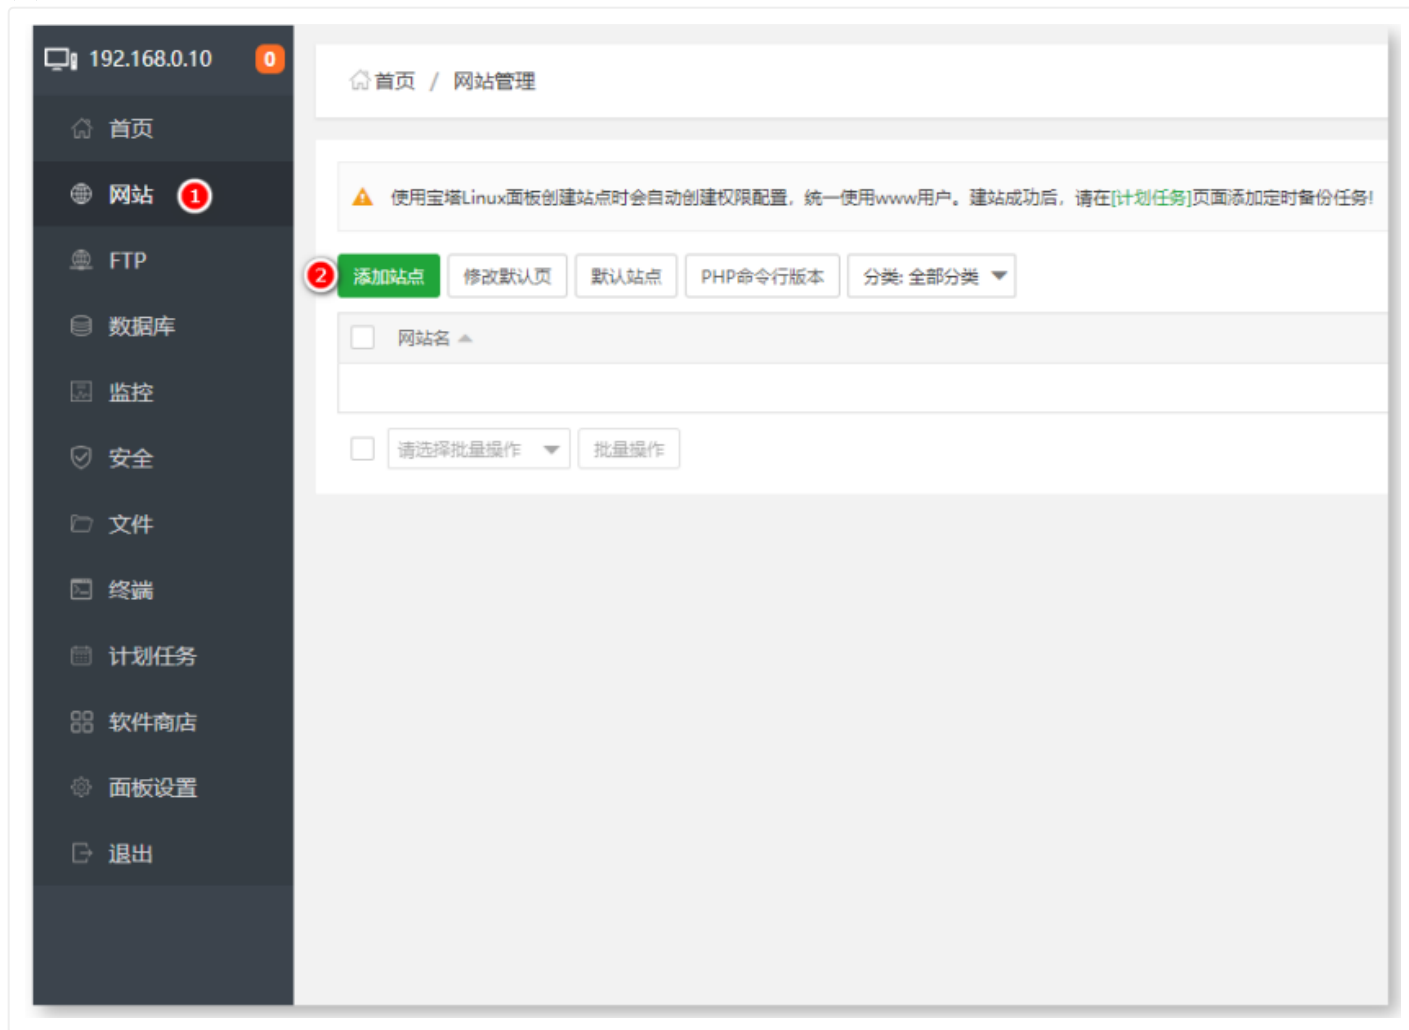 192.168.0.10 0
首页
网站 1
FTP
数据库
监控
安全
文件
终端
计划任务
软件商店
面板设置
退出
首页 / 网站管理
使用宝塔Linux面板创建站点时会自动创建权限配置，统一使用www用户。建站成功后，请在[计划任务]页面添加定时备份任务!
2 添加站点 修改默认页 默认站点 PHP命令行版本 分类: 全部分类
网站名
请选择批量操作 批量操作